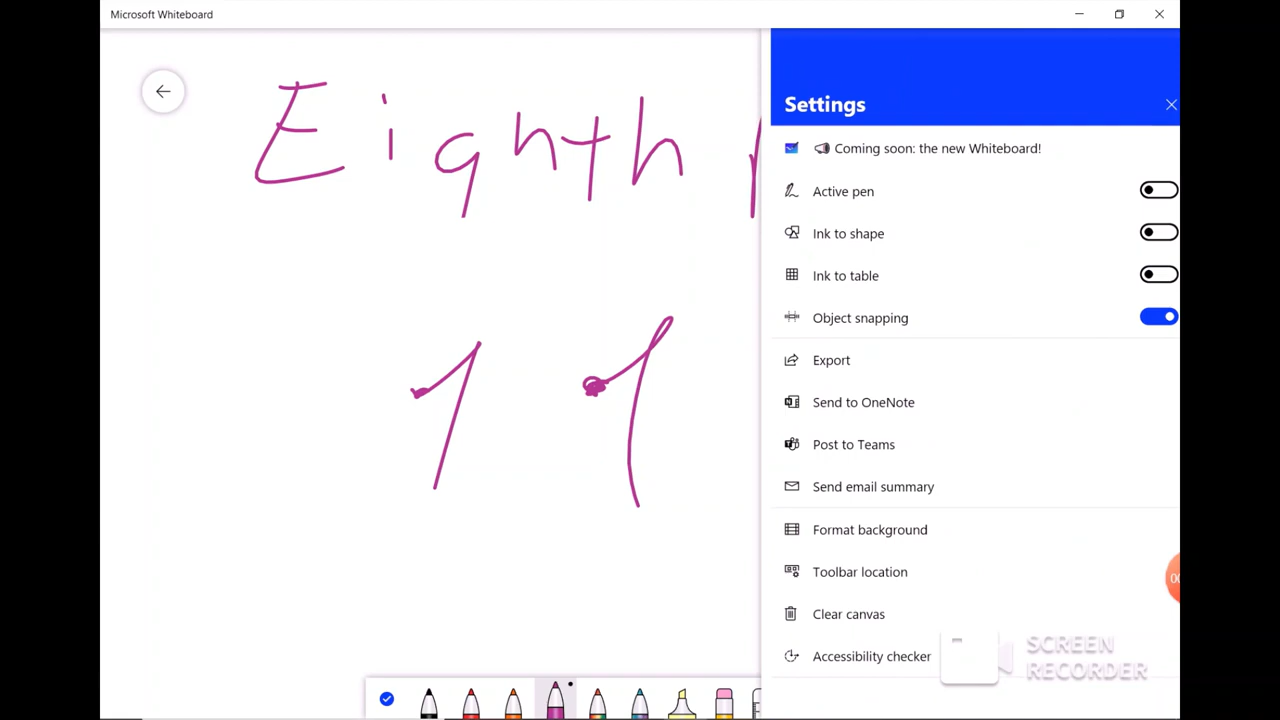 Microsoft Whiteboard
Eighth
Settings
Coming soon: the new Whiteboard!
Active pen
Ink to shape
Ink to table
Object snapping
Export
Send to OneNote
Post to Teams
Send email summary
Format background
Toolbar location
Clear canvas
Accessibility checker
SCREEN
RECORDER